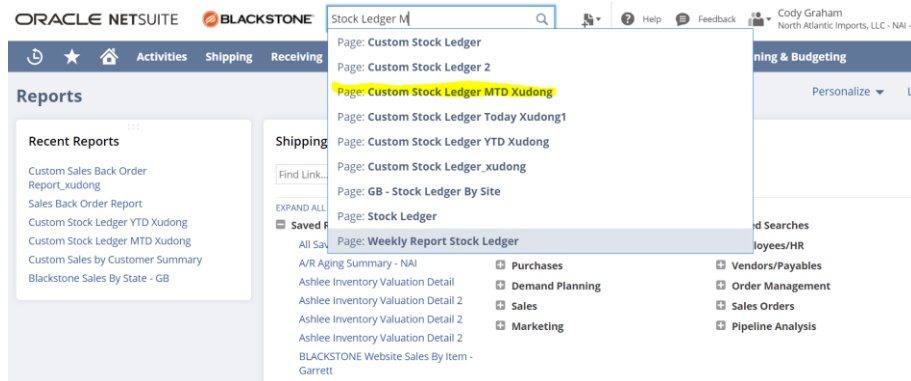 ORACLE NETSUITE
BLACKSTONE
Stock Ledger M
Help
Feedback
Cody Graham
North Atlantic Imports, LLC - NAI -
Activities
Shipping
Receiving
ning & Budgeting
Page: Custom Stock Ledger
Page: Custom Stock Ledger 2
Page: Custom Stock Ledger MTD Xudong
Page: Custom Stock Ledger Today Xudong1
Page: Custom Stock Ledger YTD Xudong
Page: Custom Stock Ledger_xudong
Page: GB - Stock Ledger By Site
Page: Stock Ledger
Page: Weekly Report Stock Ledger
Reports
Personalize
L
Recent Reports
Custom Sales Back Order
Report_xudong
Sales Back Order Report
Custom Stock Ledger YTD Xudong
Custom Stock Ledger MTD Xudong
Custom Sales by Customer Summary
Blackstone Sales By State - GB
Shipping
Find Link...
EXPAND ALL
Saved R
All Sav
A/R Aging Summary - NAI
Ashlee Inventory Valuation Detail
Ashlee Inventory Valuation Detail 2
Ashlee Inventory Valuation Detail 2
Ashlee Inventory Valuation Detail 2
BLACKSTONE Website Sales By Item -
Garrett
Purchases
Demand Planning
Sales
Marketing
d Searches
loyees/HR
Vendors/Payables
Order Management
Sales Orders
Pipeline Analysis